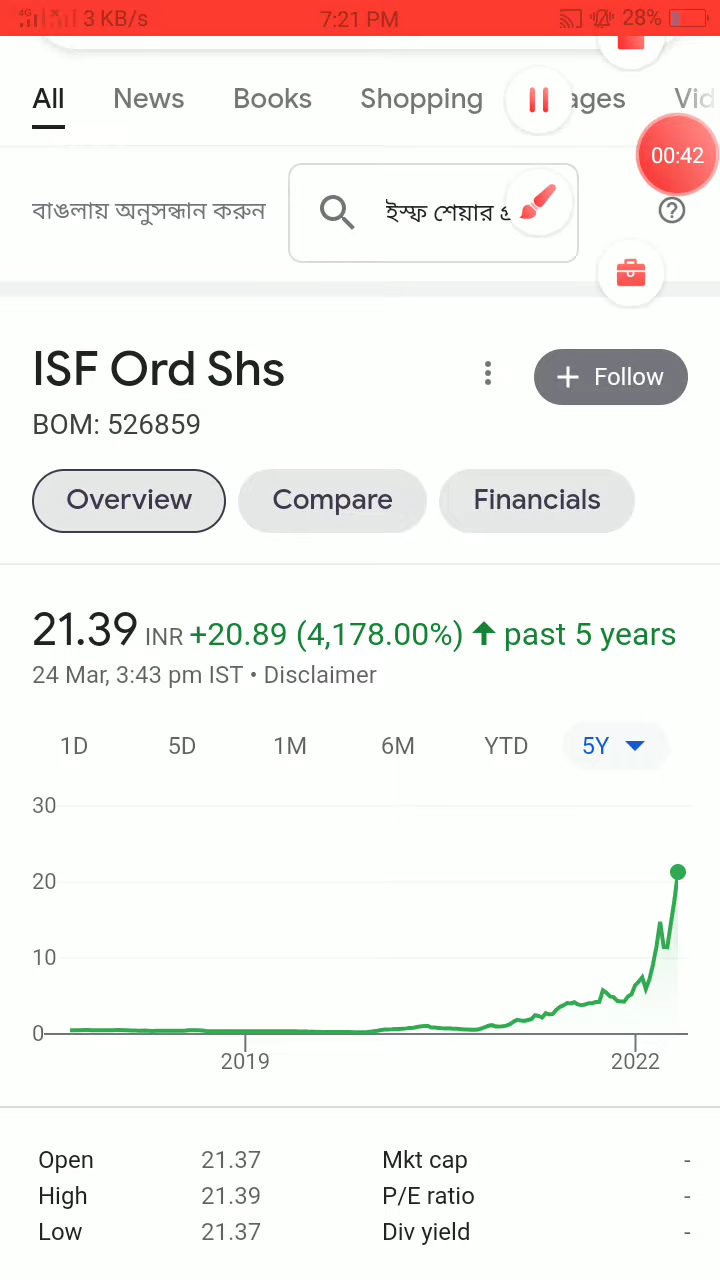 4G 3 KB/s 7:21 PM 28%
All News Books Shopping ages Vid
00:42
বাঙলায় অনুসন্ধান করুন ইস্ফ শেয়ার
ISF Ord Shs
+ Follow
BOM: 526859
Overview Compare Financials
21.39 INR +20.89 (4,178.00%) ↑ past 5 years
24 Mar, 3:43 pm IST • Disclaimer
1D 5D 1M 6M YTD 5Y
30
20
10
0
2019 2022
Open 21.37 Mkt cap -
High 21.39 P/E ratio -
Low 21.37 Div yield -